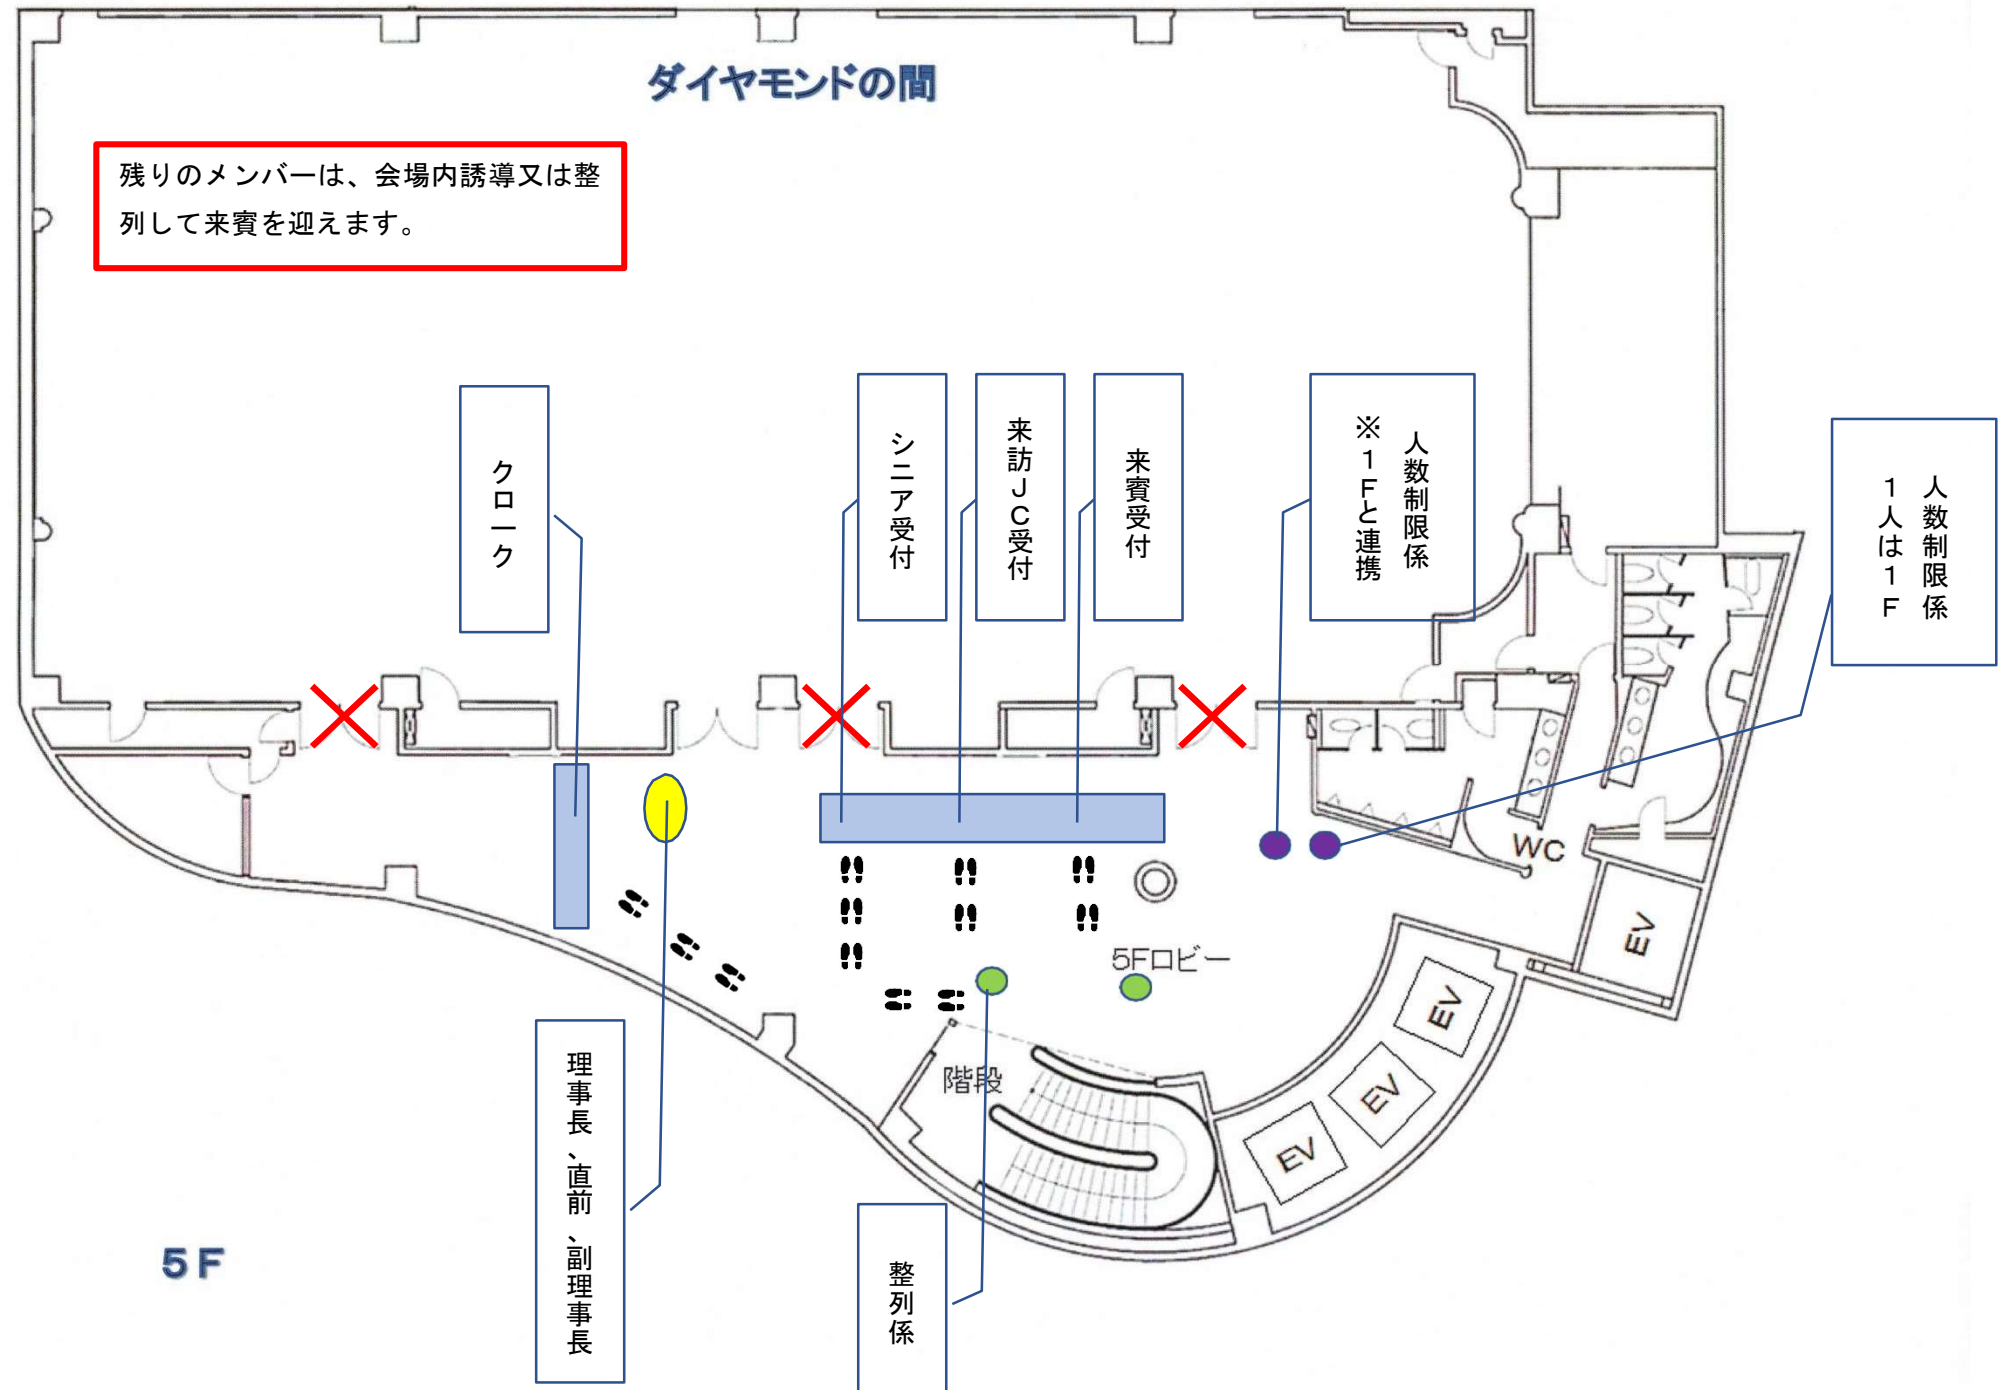 ダイヤモンドの間
残りのメンバーは、会場内誘導又は整
列して来賓を迎えます。
クローク
シニア受付
来訪JC受付
来賓受付
人数制限係
※1Fと連携
人数制限係
1人は1F
WC
EV
5Fロビー
EV
EV
EV
階段
理事長、直前、副理事長
整列係
5F